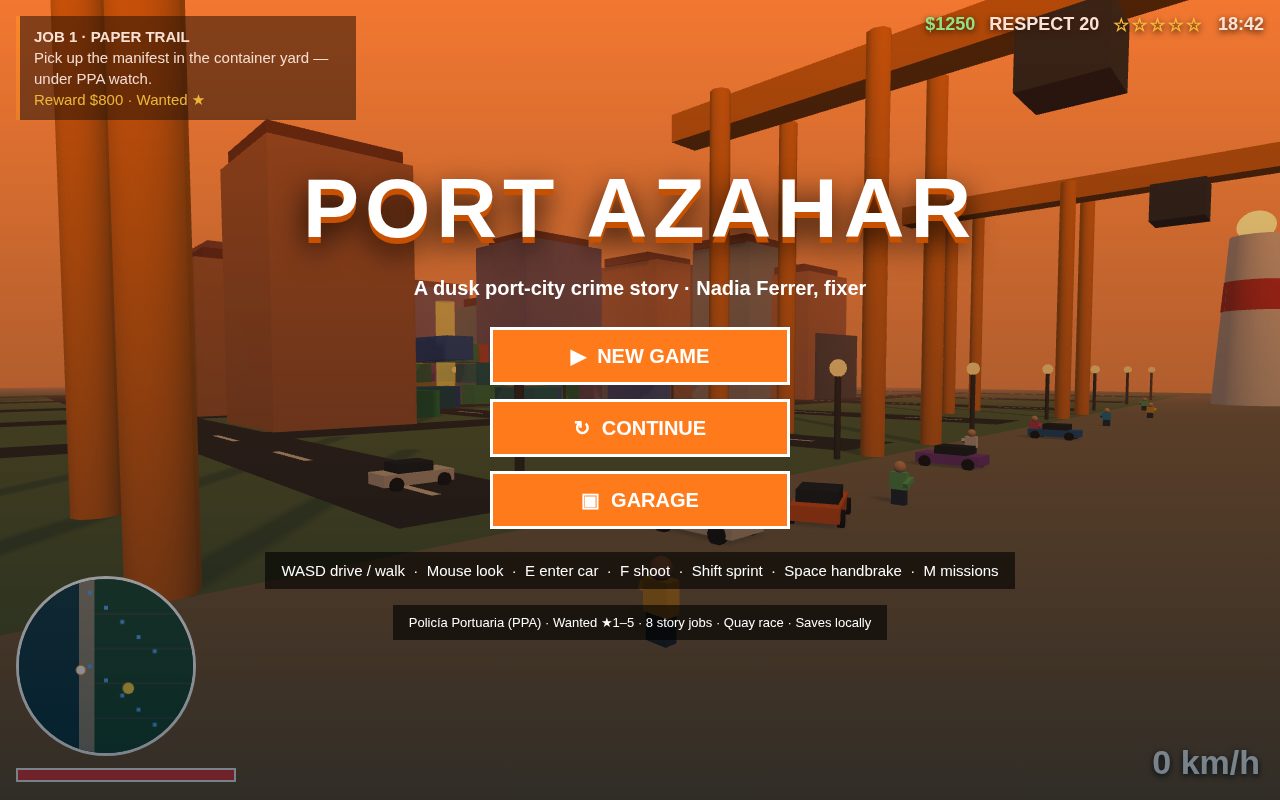 JOB 1 · PAPER TRAIL
Pick up the manifest in the container yard —
under PPA watch.
Reward $800 · Wanted ★
$1250 RESPECT 20 ☆☆☆☆☆ 18:42
PORT AZAHAR
A dusk port-city crime story · Nadia Ferrer, fixer
▶ NEW GAME
↻ CONTINUE
▣ GARAGE
WASD drive / walk · Mouse look · E enter car · F shoot · Shift sprint · Space handbrake · M missions
Policía Portuaria (PPA) · Wanted ★1–5 · 8 story jobs · Quay race · Saves locally
0 km/h